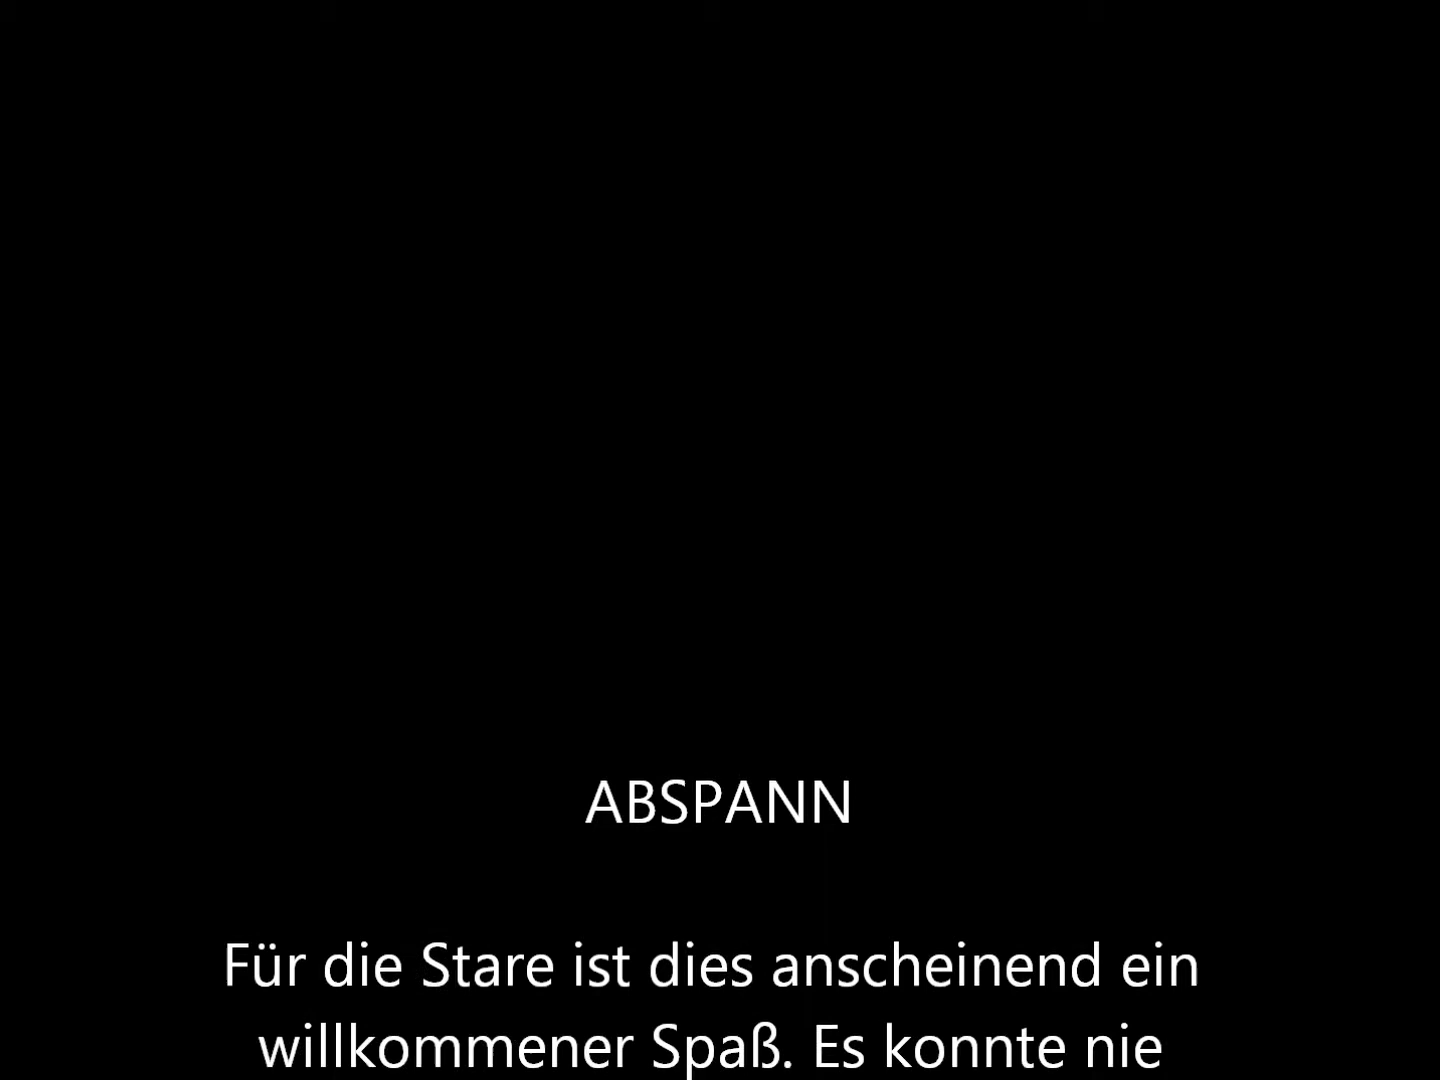 ABSPANN
Für die Stare ist dies anscheinend ein
willkommener Spaß. Es konnte nie